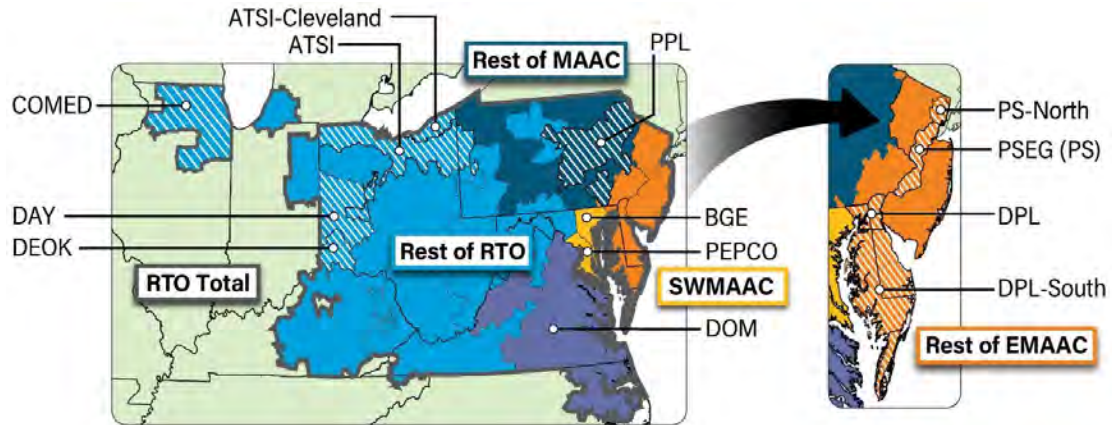 ATSI-Cleveland
ATSI
Rest of MAAC
PPL
COMED
PS-North
PSEG (PS)
DAY
BGE
DPL
DEOK
Rest of RTO
PEPCO
RTO Total
SWMAAC
DPL-South
DOM
Rest of EMAAC